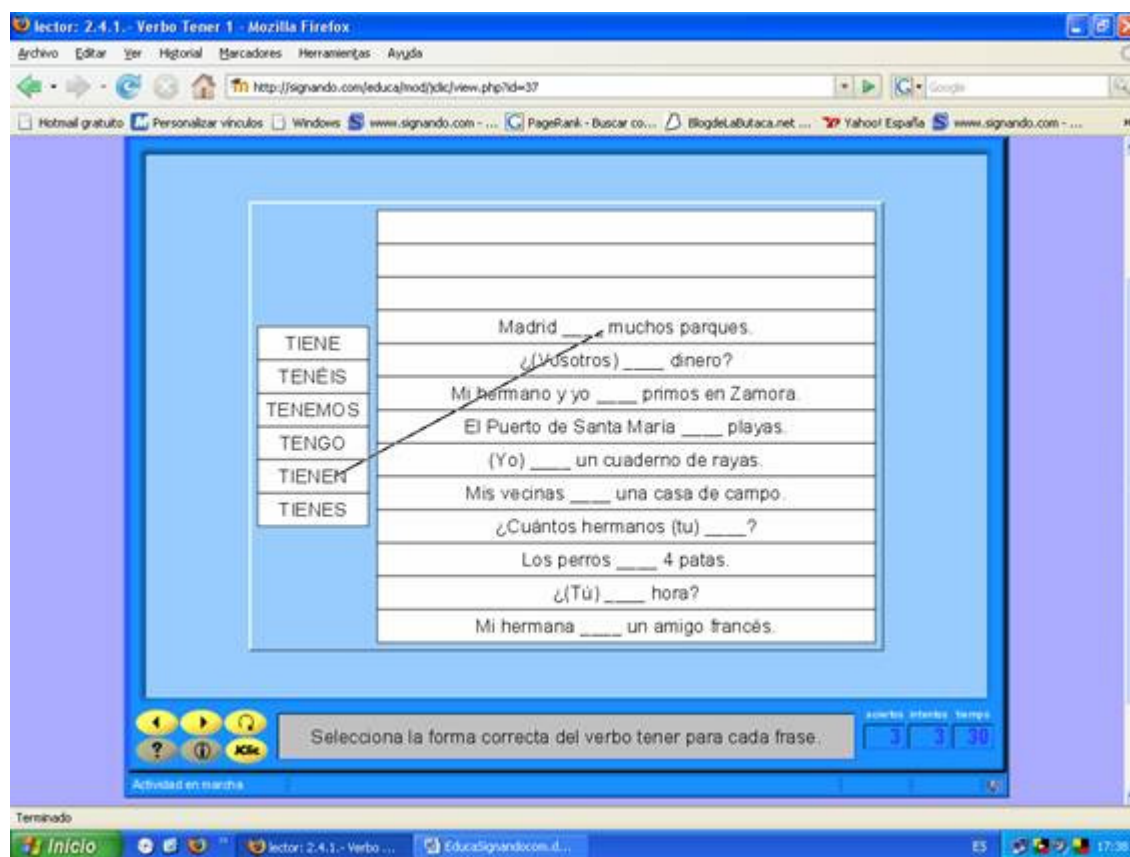 lector: 2.4.1.- Verbo Tener 1 - Mozilla Firefox
Archivo Editar Ver Historial Marcadores Herramientas Ayuda
http://signando.com/educa/mod/jclic/view.php?id=37 Google
Hotmail gratuito Personalizar vínculos Windows www.signando.com - ... PageRank - Buscar co... BlogdeLaButaca.net ... Yahoo! España www.signando.com - ...
Madrid ____ muchos parques.
TIENE
¿(Vosotros) ____ dinero?
TENÉIS
Mi hermano y yo ____ primos en Zamora.
TENEMOS
El Puerto de Santa María ____ playas.
TENGO
(Yo) ____ un cuaderno de rayas.
TIENEN
Mis vecinas ____ una casa de campo.
TIENES
¿Cuántos hermanos (tu) ____?
Los perros ____ 4 patas.
¿(Tú) ____ hora?
Mi hermana ____ un amigo francés.
aciertos intentos tiempo
Selecciona la forma correcta del verbo tener para cada frase. 3 3 30
? JClic
Actividad en marcha
Terminado
Inicio lector: 2.4.1.- Verbo ... EducaSignandocom.d... ES 17:38